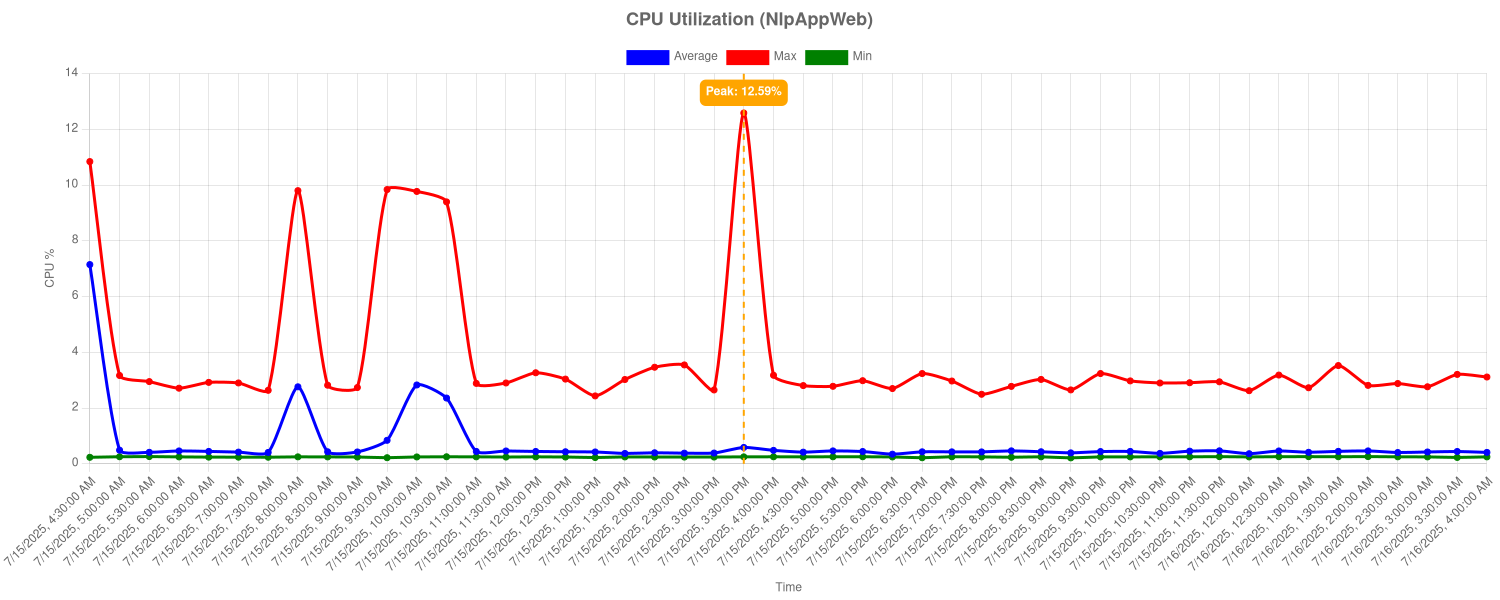 CPU Utilization (NlpAppWeb)
Average Max Min
Peak: 12.59%
CPU %
14
12
10
8
6
4
2
0
7/15/2025, 4:30:00 AM
7/15/2025, 5:00:00 AM
7/15/2025, 5:30:00 AM
7/15/2025, 6:00:00 AM
7/15/2025, 6:30:00 AM
7/15/2025, 7:00:00 AM
7/15/2025, 7:30:00 AM
7/15/2025, 8:00:00 AM
7/15/2025, 8:30:00 AM
7/15/2025, 9:00:00 AM
7/15/2025, 9:30:00 AM
7/15/2025, 10:00:00 AM
7/15/2025, 10:30:00 AM
7/15/2025, 11:00:00 AM
7/15/2025, 11:30:00 AM
7/15/2025, 12:00:00 PM
7/15/2025, 12:30:00 PM
7/15/2025, 1:00:00 PM
7/15/2025, 1:30:00 PM
7/15/2025, 2:00:00 PM
7/15/2025, 2:30:00 PM
7/15/2025, 3:00:00 PM
7/15/2025, 3:30:00 PM
7/15/2025, 4:00:00 PM
7/15/2025, 4:30:00 PM
7/15/2025, 5:00:00 PM
7/15/2025, 5:30:00 PM
7/15/2025, 6:00:00 PM
7/15/2025, 6:30:00 PM
7/15/2025, 7:00:00 PM
7/15/2025, 7:30:00 PM
7/15/2025, 8:00:00 PM
7/15/2025, 8:30:00 PM
7/15/2025, 9:00:00 PM
7/15/2025, 9:30:00 PM
7/15/2025, 10:00:00 PM
7/15/2025, 10:30:00 PM
7/15/2025, 11:00:00 PM
7/15/2025, 11:30:00 PM
7/16/2025, 12:00:00 AM
7/16/2025, 12:30:00 AM
7/16/2025, 1:00:00 AM
7/16/2025, 1:30:00 AM
7/16/2025, 2:00:00 AM
7/16/2025, 2:30:00 AM
7/16/2025, 3:00:00 AM
7/16/2025, 3:30:00 AM
7/16/2025, 4:00:00 AM
Time